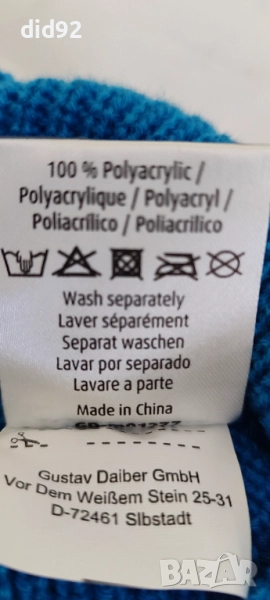 did92
100 % Polyacrylic /
Polyacrylique / Polyacryl /
Poliacrílico / Poliacrilico
Wash separately
Laver séparément
Separat waschen
Lavar por separado
Lavare a parte
Made in China
Gustav Daiber GmbH
Vor Dem Weißem Stein 25-31
D-72461 Slbstadt
BAZAR